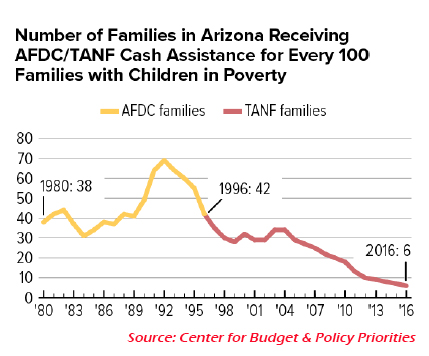 Number of Families in Arizona Receiving
AFDC/TANF Cash Assistance for Every 100
Families with Children in Poverty
AFDC families TANF families
80
70
60
50
40
30
20
10
0
1980: 38
1996: 42
2016: 6
'80 '83 '86 '89 '92 '95 '98 '01 '04 '07 '10 '13 '16
Source: Center for Budget & Policy Priorities